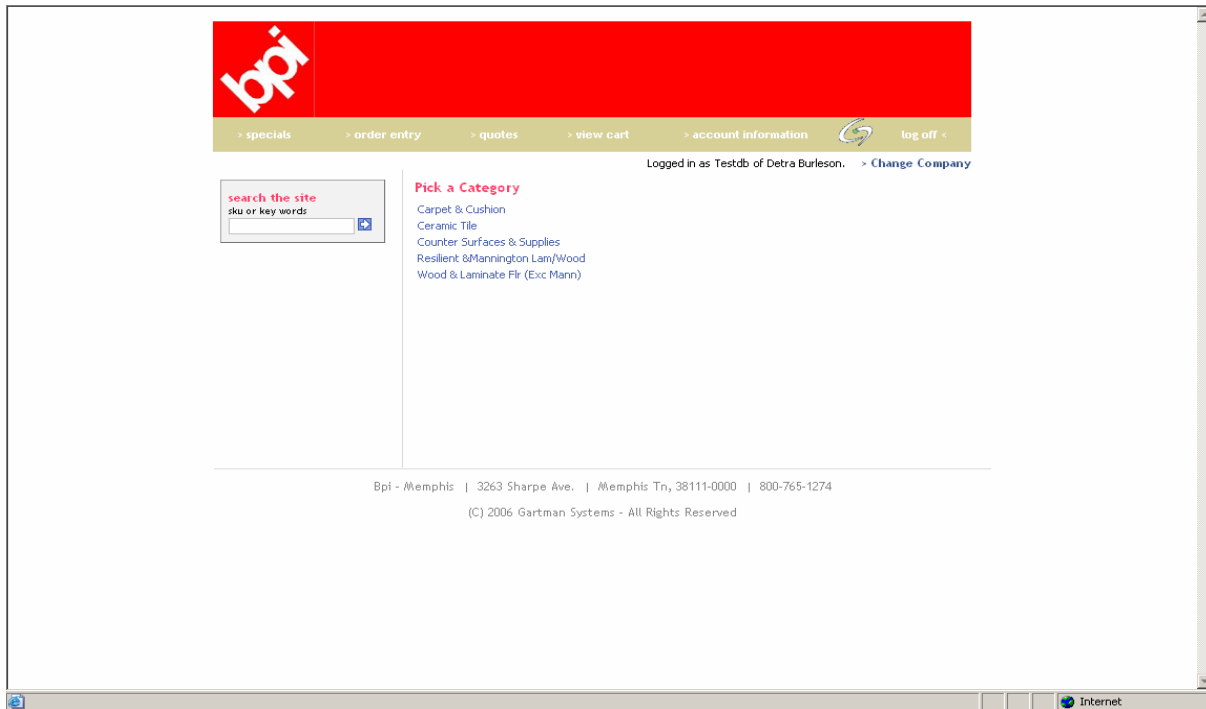 bpi
> specials > order entry > quotes > view cart > account information log off <
Logged in as Testdb of Detra Burleson. > Change Company
search the site
sku or key words
Pick a Category
Carpet & Cushion
Ceramic Tile
Counter Surfaces & Supplies
Resilient &Mannington Lam/Wood
Wood & Laminate Flr (Exc Mann)
Bpi - Memphis | 3263 Sharpe Ave. | Memphis Tn, 38111-0000 | 800-765-1274
(C) 2006 Gartman Systems - All Rights Reserved
Internet